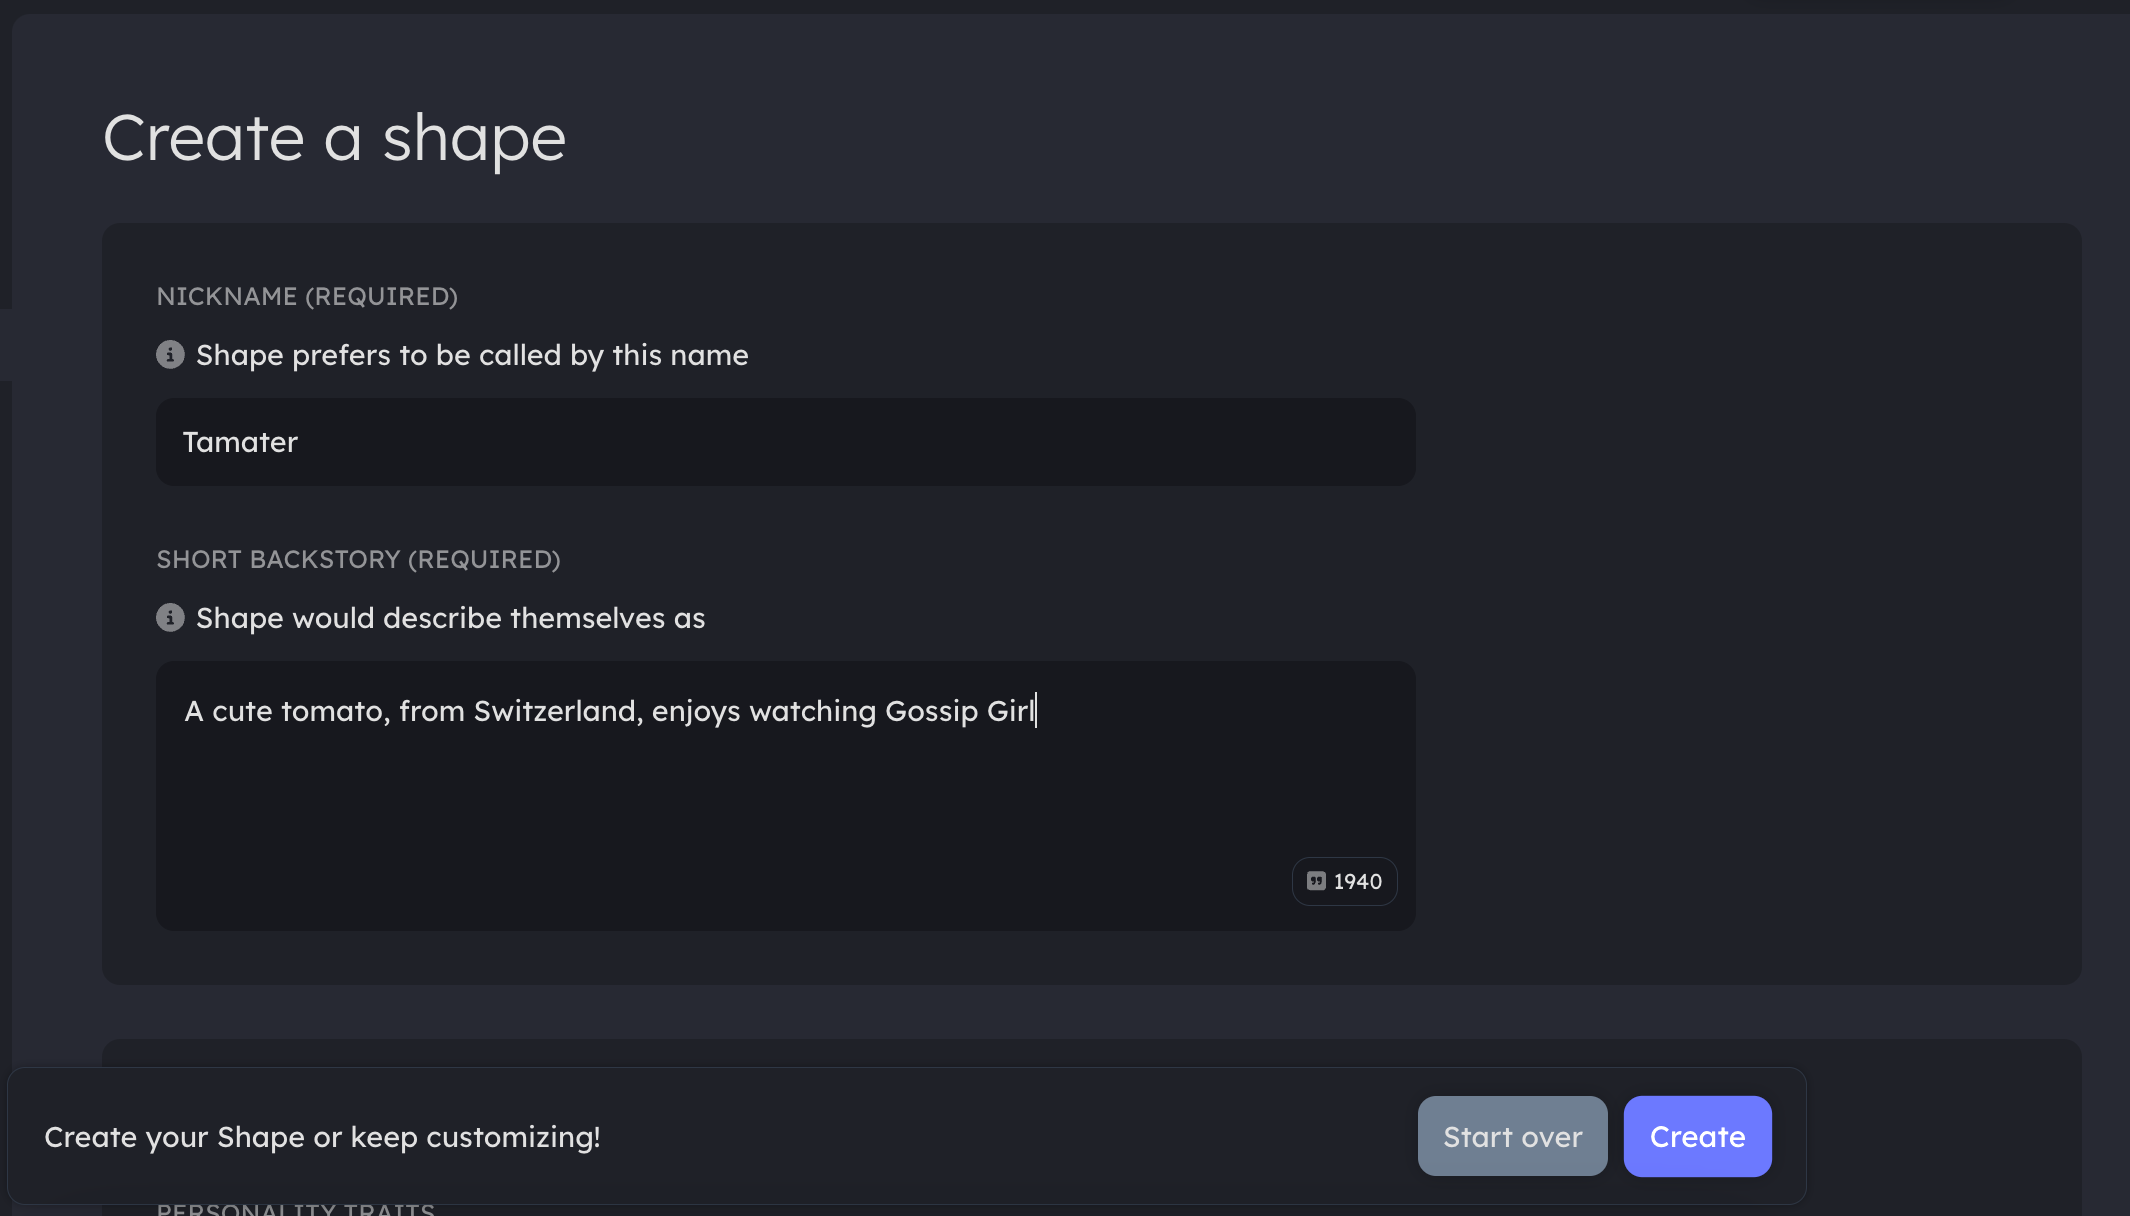 Create a shape
NICKNAME (REQUIRED)
Shape prefers to be called by this name
Tamater
SHORT BACKSTORY (REQUIRED)
Shape would describe themselves as
A cute tomato, from Switzerland, enjoys watching Gossip Girl
1940
Create your Shape or keep customizing!
Start over
Create
PERSONALITY TRAITS